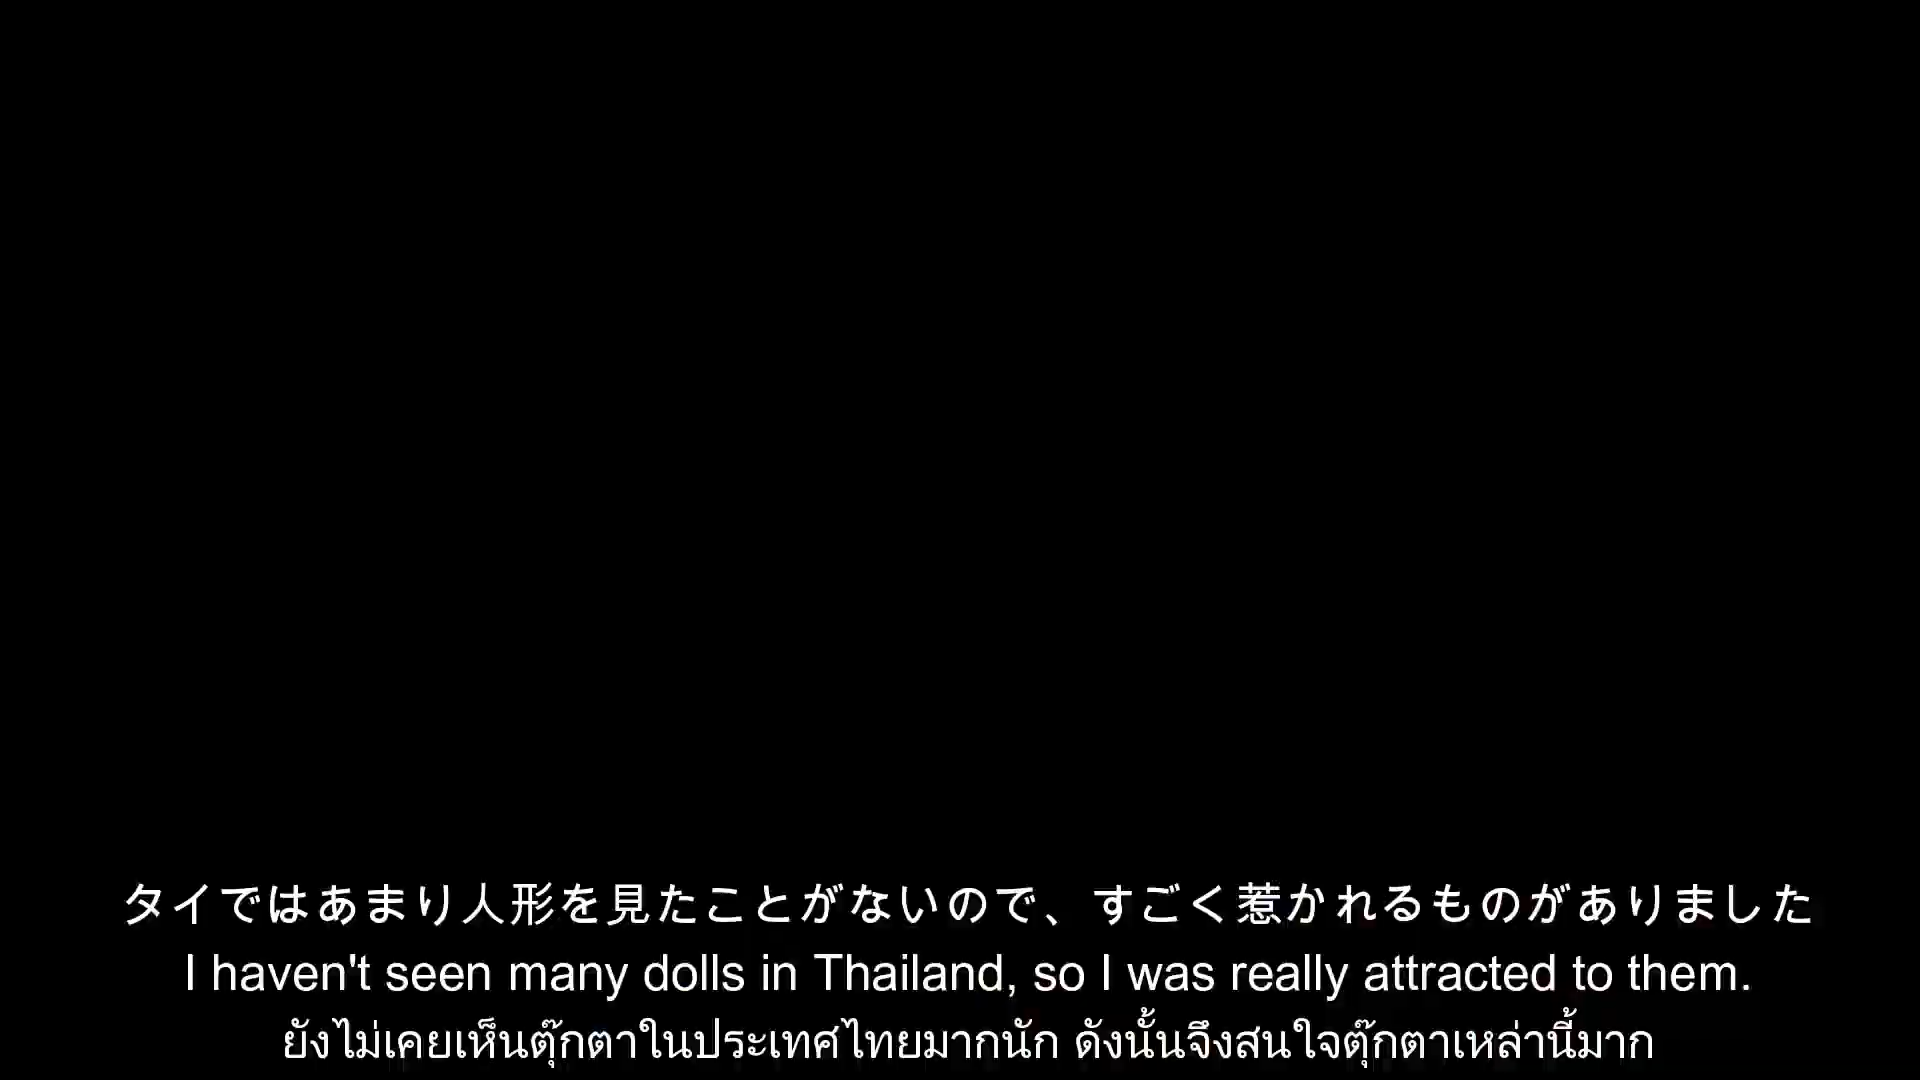 タイではあまり人形を見たことがないので、すごく惹かれるものがありました
I haven't seen many dolls in Thailand, so I was really attracted to them.
ยังไม่เคยเห็นตุ๊กตาในประเทศไทยมากนัก ดังนั้นจึงสนใจตุ๊กตาเหล่านี้มาก